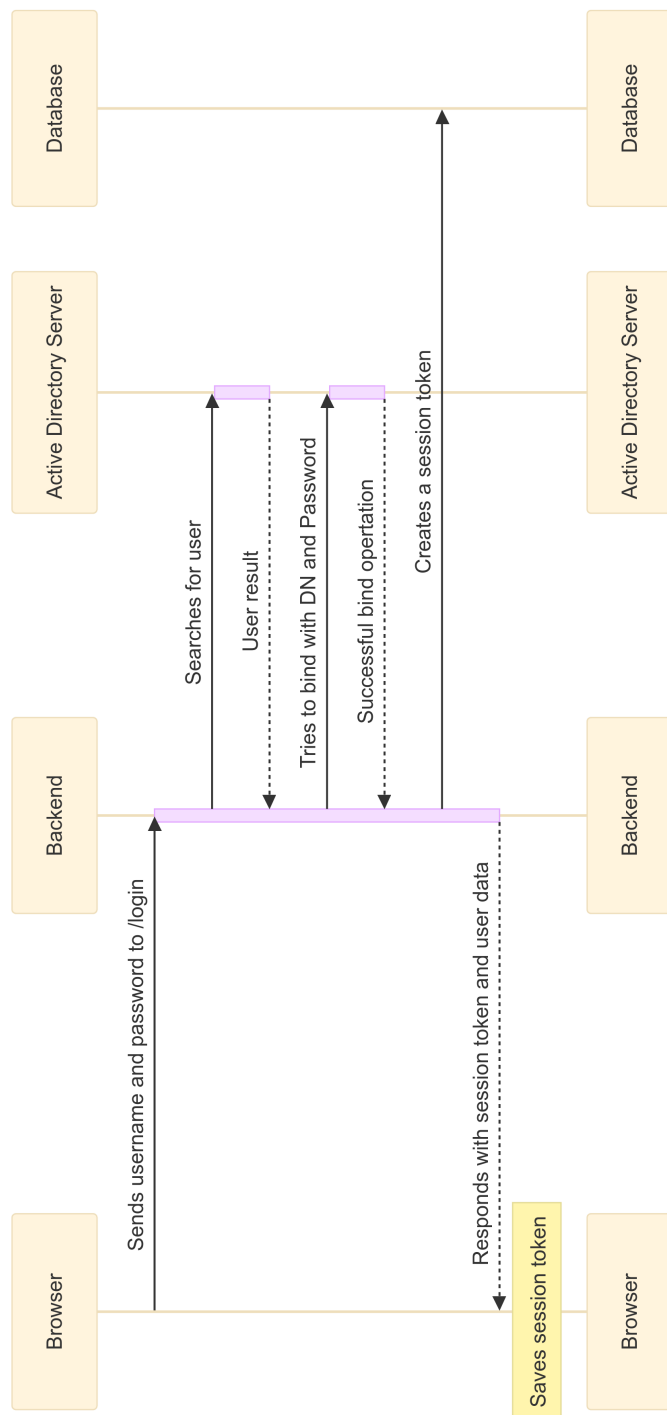 Browser
Backend
Active Directory Server
Database
Sends username and password to /login
Searches for user
User result
Tries to bind with DN and Password
Successful bind opertation
Creates a session token
Responds with session token and user data
Saves session token
Browser
Backend
Active Directory Server
Database